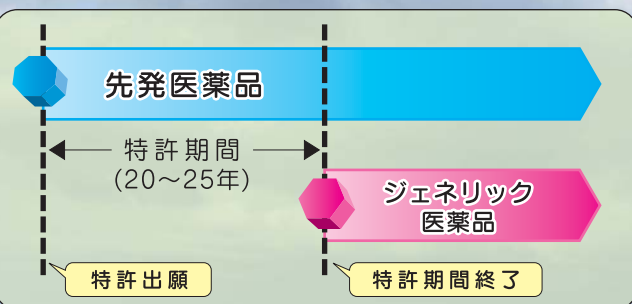 先発医薬品
特許期間
(20～25年)
ジェネリック
医薬品
特許出願
特許期間終了